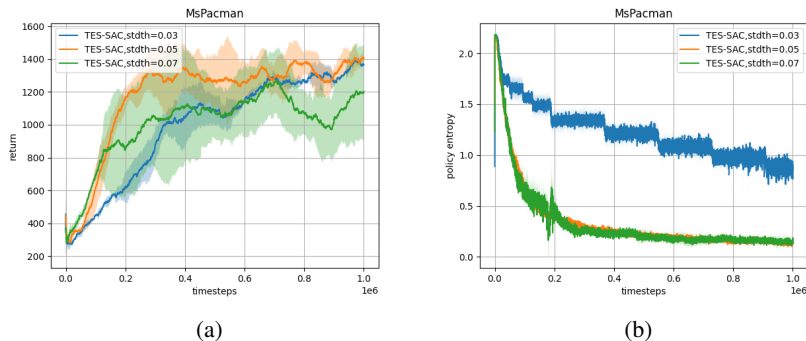 MsPacman
TES-SAC,stdth=0.03
TES-SAC,stdth=0.05
TES-SAC,stdth=0.07
return
1400
1200
1000
800
600
400
200
0.0 0.2 0.4 0.6 0.8 1.0
timesteps
1e6
(a)
MsPacman
TES-SAC,stdth=0.03
TES-SAC,stdth=0.05
TES-SAC,stdth=0.07
policy entropy
2.0
1.5
1.0
0.5
0.0
0.0 0.2 0.4 0.6 0.8 1.0
timesteps
1e6
(b)